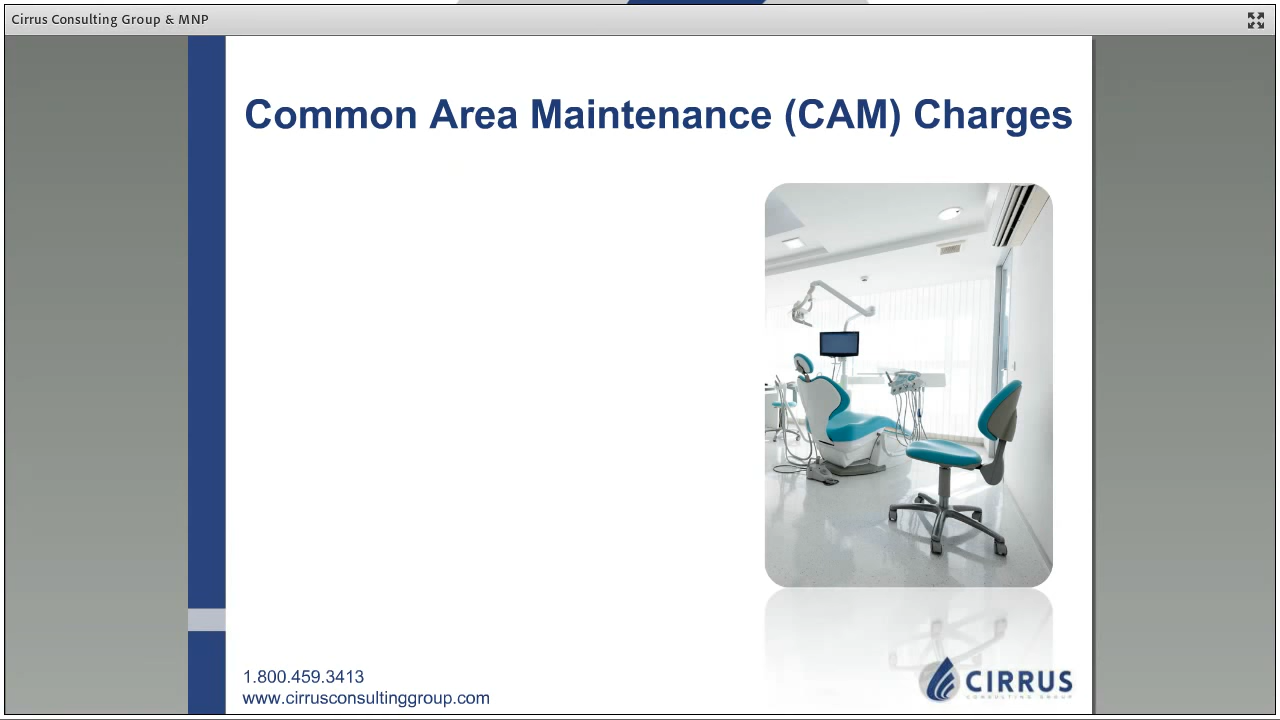 Cirrus Consulting Group & MNP
Common Area Maintenance (CAM) Charges
1.800.459.3413
www.cirrusconsultinggroup.com
CIRRUS
CONSULTING GROUP